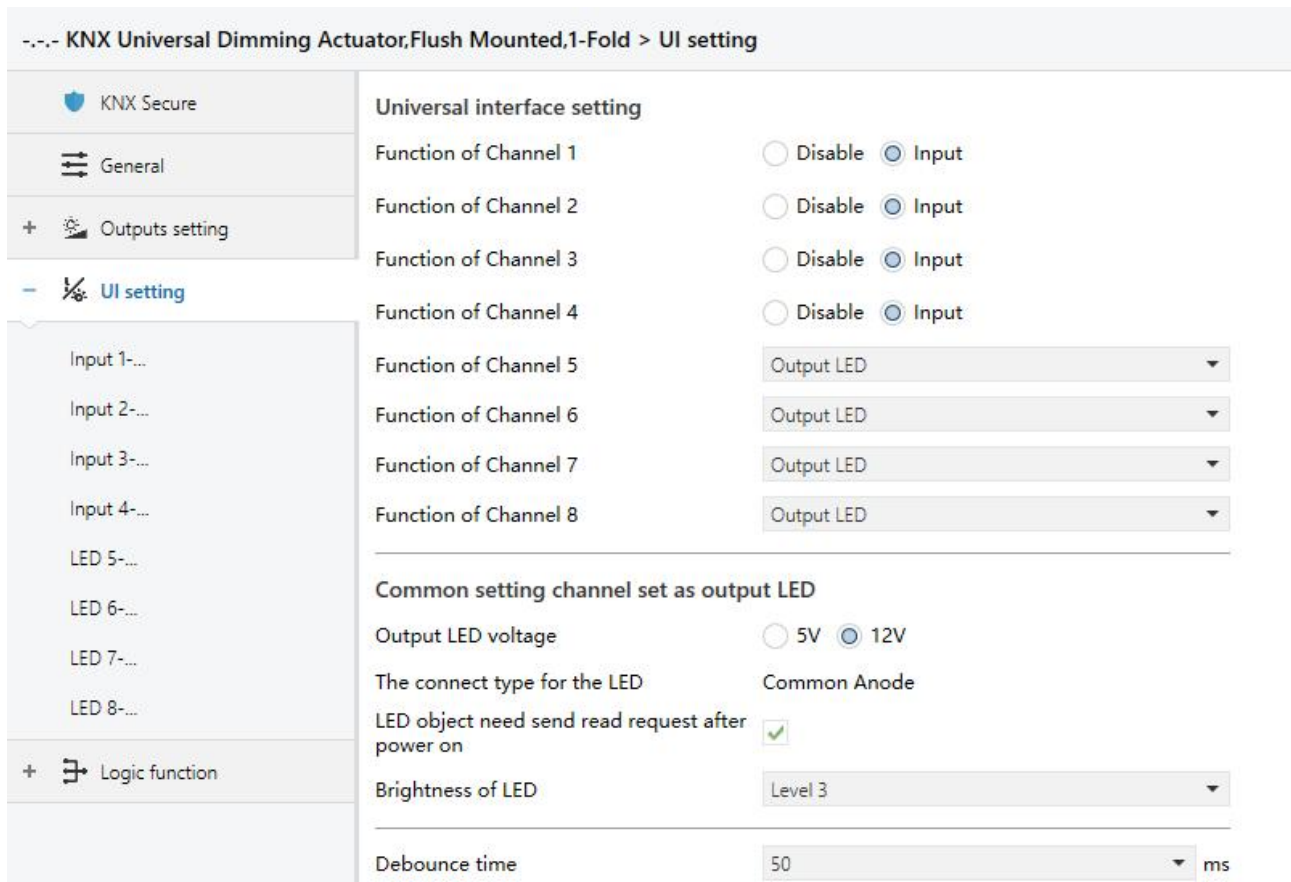 -.-.- KNX Universal Dimming Actuator,Flush Mounted,1-Fold > UI setting
KNX Secure
General
+ Outputs setting
− UI setting
Input 1-...
Input 2-...
Input 3-...
Input 4-...
LED 5-...
LED 6-...
LED 7-...
LED 8-...
+ Logic function
Universal interface setting
Function of Channel 1 Disable Input
Function of Channel 2 Disable Input
Function of Channel 3 Disable Input
Function of Channel 4 Disable Input
Function of Channel 5 Output LED
Function of Channel 6 Output LED
Function of Channel 7 Output LED
Function of Channel 8 Output LED
Common setting channel set as output LED
Output LED voltage 5V 12V
The connect type for the LED Common Anode
LED object need send read request after
power on
Brightness of LED Level 3
Debounce time 50 ms